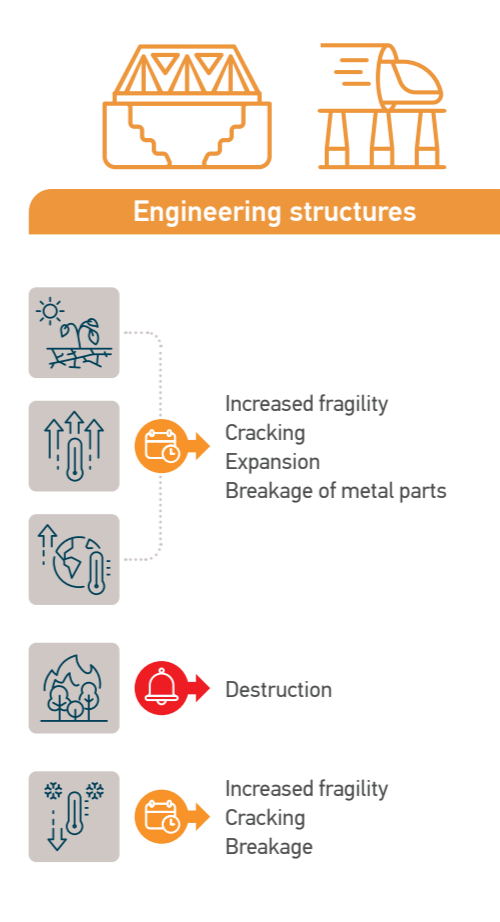 Engineering structures
Increased fragility
Cracking
Expansion
Breakage of metal parts
Destruction
Increased fragility
Cracking
Breakage